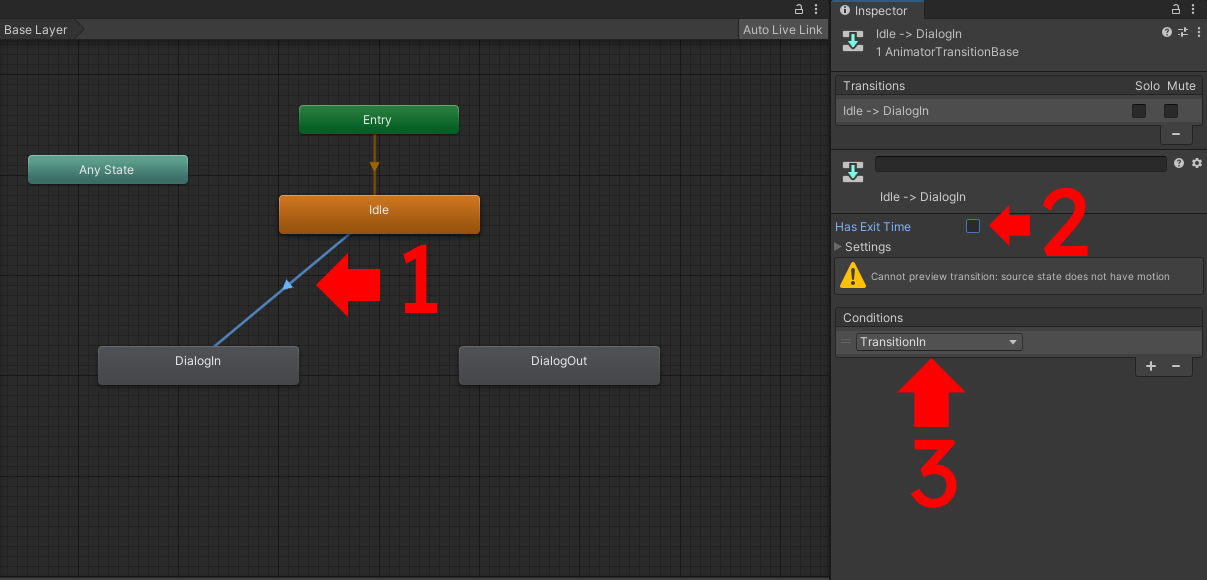 Base Layer
Auto Live Link
Entry
Any State
Idle
1
DialogIn
DialogOut
Inspector
Idle -> DialogIn
1 AnimatorTransitionBase
Transitions Solo Mute
Idle -> DialogIn
Idle -> DialogIn
Has Exit Time
2
Settings
Cannot preview transition: source state does not have motion
Conditions
TransitionIn
+ −
3